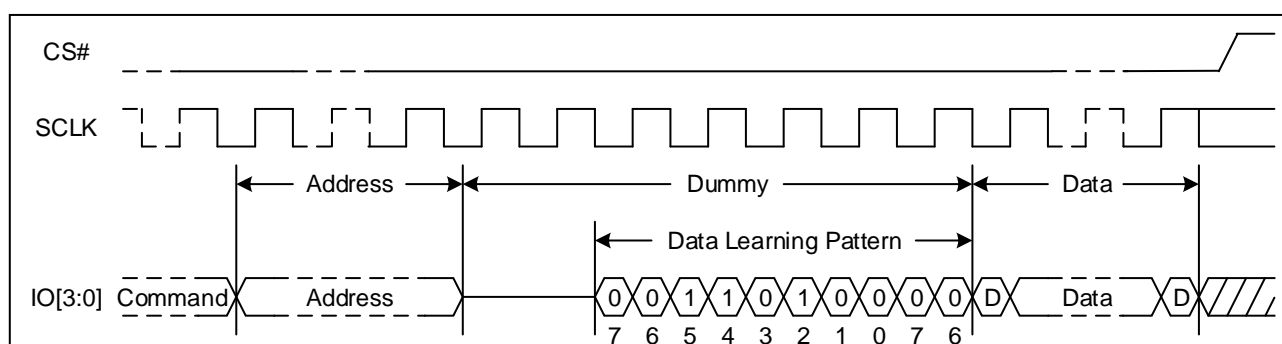 CS#
SCLK
Address Dummy Data
Data Learning Pattern
IO[3:0] Command Address 0 0 1 1 0 1 0 0 0 0 D Data D
7 6 5 4 3 2 1 0 7 6